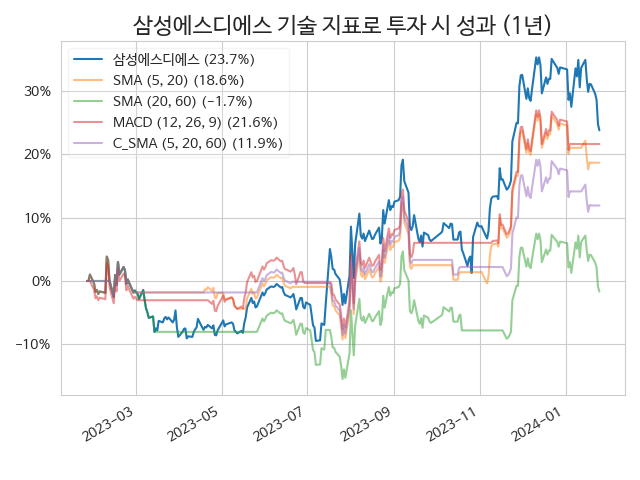 삼성에스디에스 기술 지표로 투자 시 성과 (1년)
삼성에스디에스 (23.7%)
SMA (5, 20) (18.6%)
SMA (20, 60) (−1.7%)
MACD (12, 26, 9) (21.6%)
C_SMA (5, 20, 60) (11.9%)
30%
20%
10%
0%
−10%
2023−03
2023−05
2023−07
2023−09
2023−11
2024−01